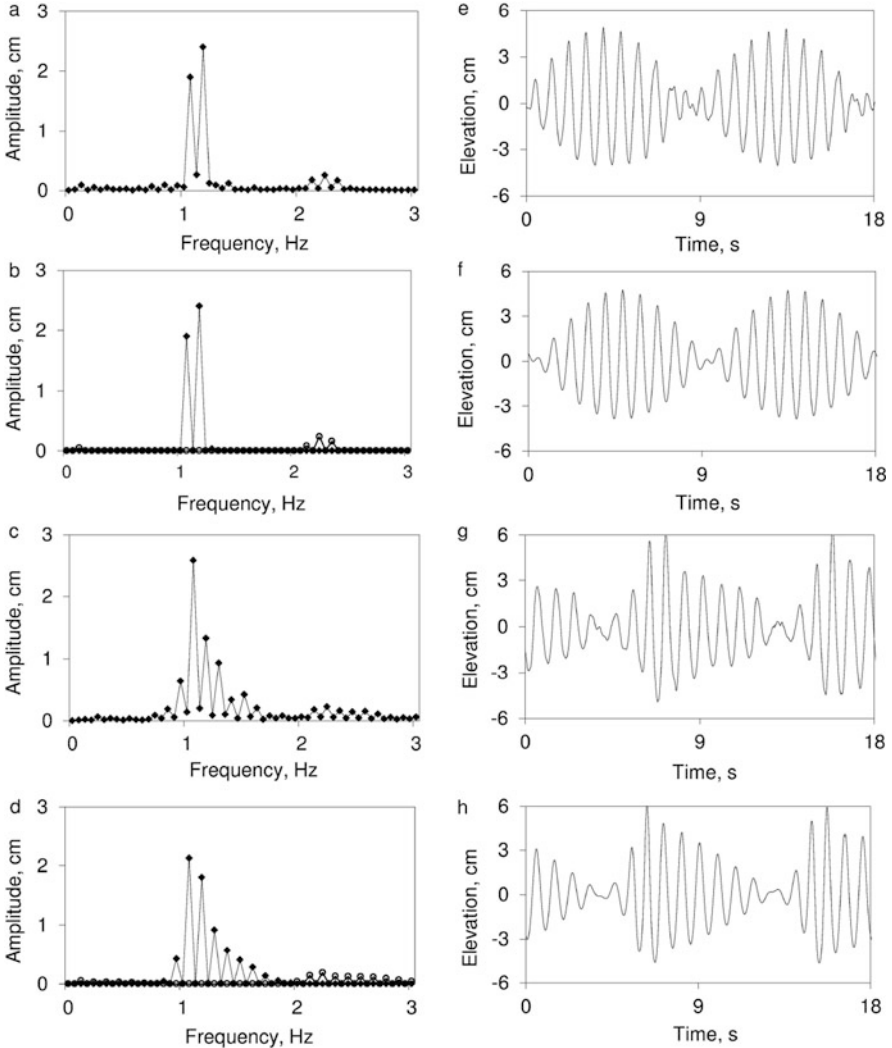 a
3
2
1
0
Amplitude, cm
0 1 2 3
Frequency, Hz
e
6
3
0
-3
-6
Elevation, cm
0 9 18
Time, s
b
3
2
1
0
Amplitude, cm
0 1 2 3
Frequency, Hz
f
6
3
0
-3
-6
Elevation, cm
0 9 18
Time, s
c
3
2
1
0
Amplitude, cm
0 1 2 3
Frequency, Hz
g
6
3
0
-3
-6
Elevation, cm
0 9 18
Time, s
d
3
2
1
0
Amplitude, cm
0 1 2 3
Frequency, Hz
h
6
3
0
-3
-6
Elevation, cm
0 9 18
Time, s